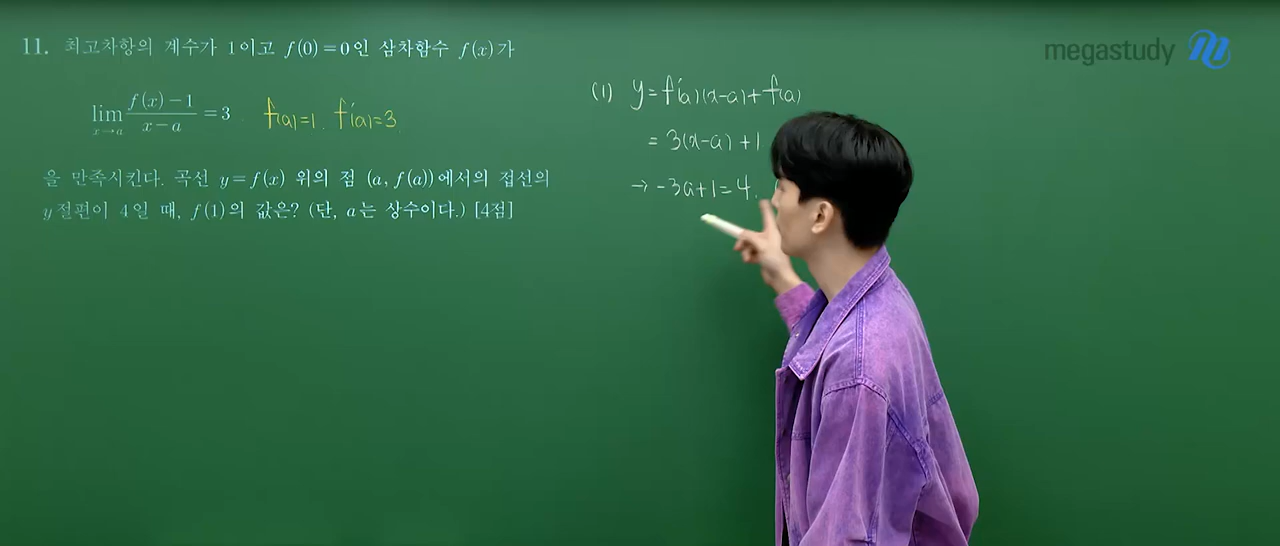 11. 최고차항의 계수가 1이고 f(0)=0인 삼차함수 f(x)가
lim x→a f(x)-1 / x-a =3
f(a)=1. f'(a)=3
을 만족시킨다. 곡선 y=f(x) 위의 점 (a, f(a))에서의 접선의
y절편이 4일 때, f(1)의 값은? (단, a는 상수이다.) [4점]
(1) y=f'(a)(x-a)+f(a)
=3(x-a)+1
→ -3a+1=4.
megastudy